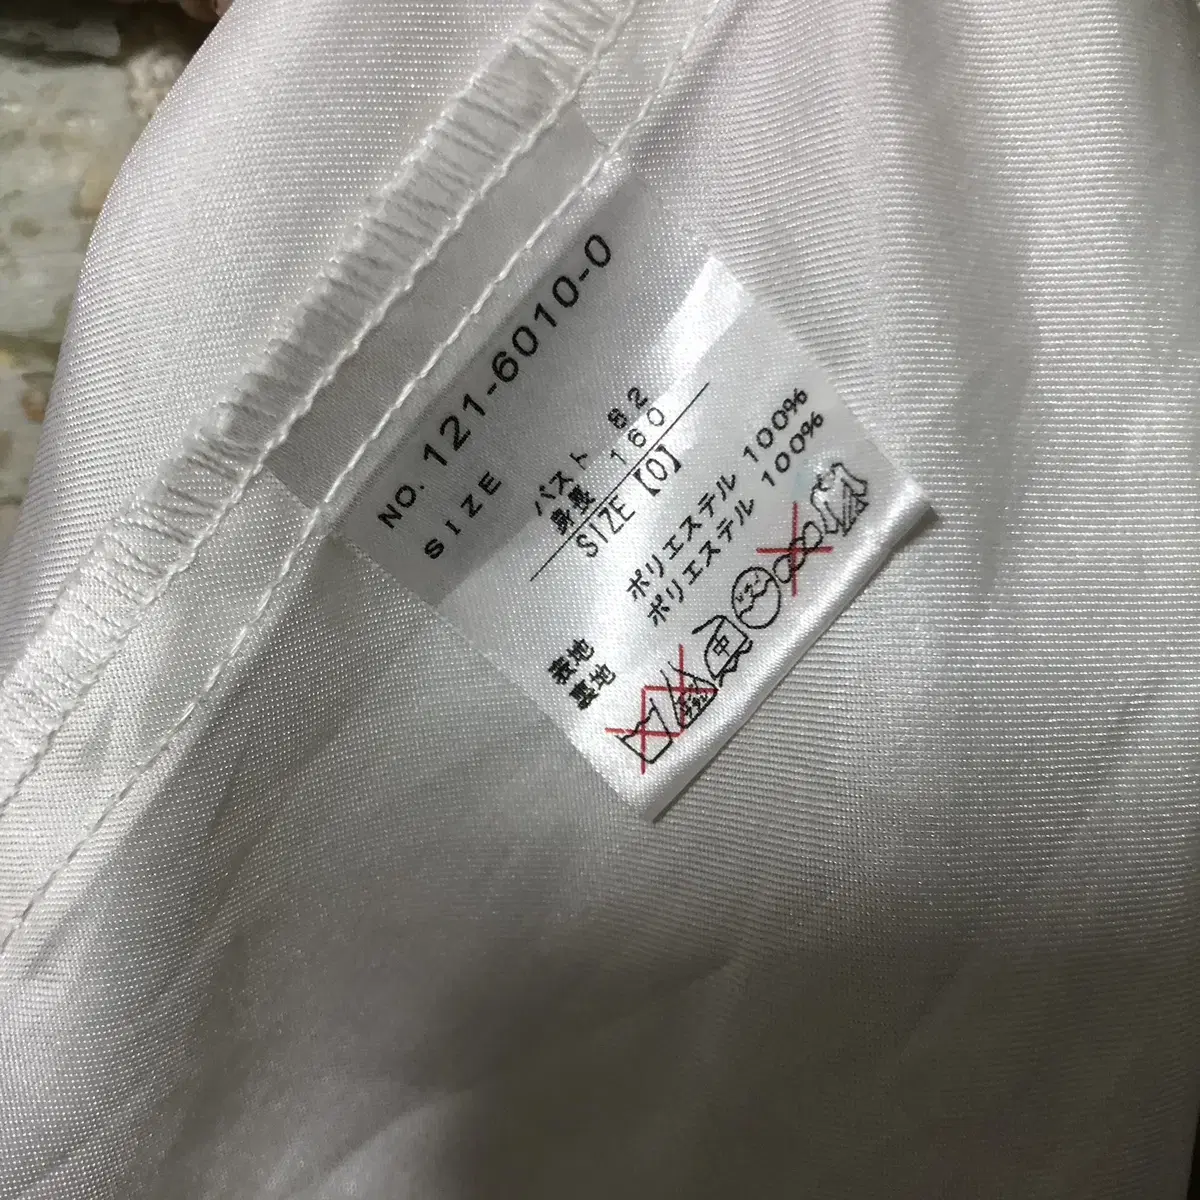 NO. 121-6010-0
SIZE
バスト 82
身長 160
SIZE【0】
表地 ポリエステル 100%
裏地 ポリエステル 100%
中